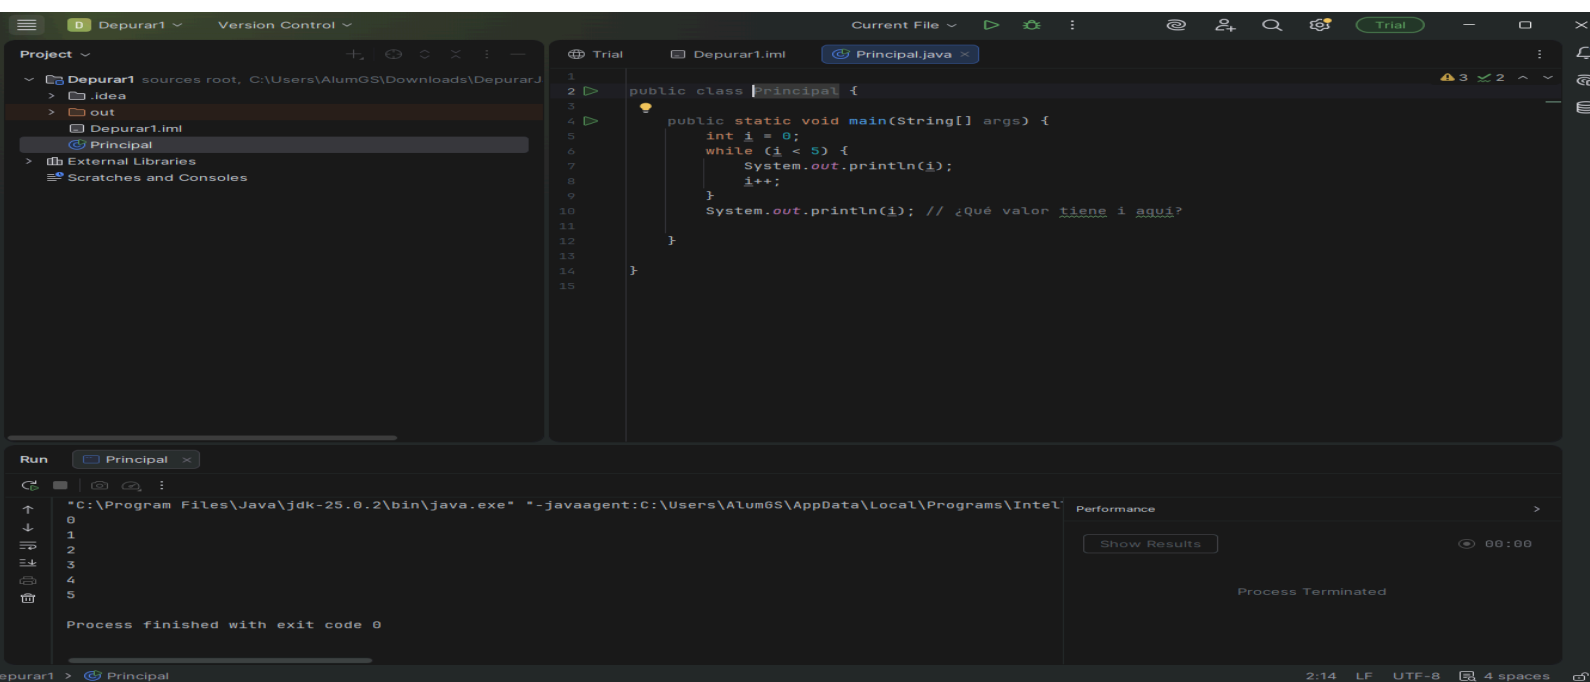 D Depurar1 Version Control Current File Trial
Project
Trial Depurar1.iml Principal.java
Depurar1 sources root, C:\Users\AlumGS\Downloads\DepurarJ
.idea
out
Depurar1.iml
Principal
External Libraries
Scratches and Consoles
3 2
1
2 public class Principal {
3
4 public static void main(String[] args) {
5 int i = 0;
6 while (i < 5) {
7 System.out.println(i);
8 i++;
9 }
10 System.out.println(i); // ¿Qué valor tiene i aquí?
11
12 }
13
14 }
15
Run Principal
"C:\Program Files\Java\jdk-25.0.2\bin\java.exe" "-javaagent:C:\Users\AlumGS\AppData\Local\Programs\Intel
0
1
2
3
4
5
Process finished with exit code 0
Performance
Show Results 00:00
Process Terminated
epurar1 > Principal 2:14 LF UTF-8 4 spaces